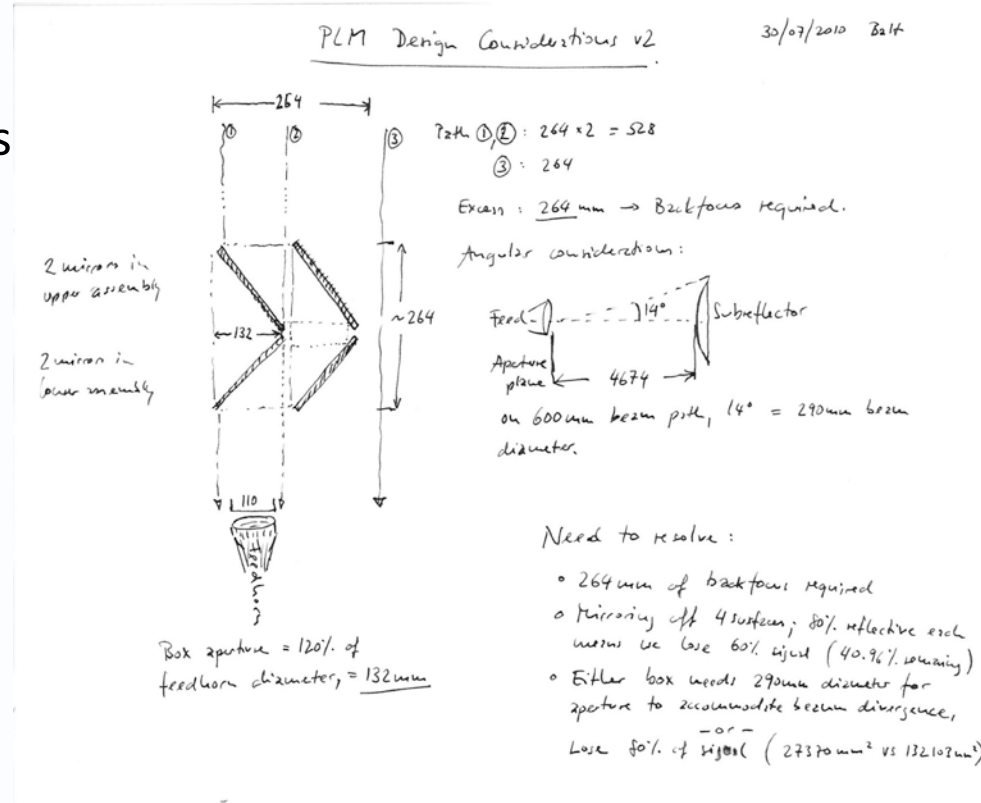 PLM Design Considerations v2
30/07/2010 Balt
s
264
① ② ③
Path ①,② : 264 × 2 = 528
③ : 264
Excess : 264 mm → Backfocus required.
Angular considerations:
2 mirrors in
upper assembly
132
~264
2 mirrors in
lower assembly
Feed
14°
Subreflector
Aperture
plane
4674
on 600mm beam path, 14° = 290mm beam
diameter.
110
feedhorn
Box aperture = 120% of
feedhorn diameter, = 132mm
Need to resolve :
• 264mm of backfocus required
• Mirroring off 4 surfaces; 80% reflective each
means we lose 60% signal (40.96% remaining)
• Either box needs 290mm diameter for
aperture to accommodate beam divergence,
- or -
Lose 80% of signal (27370mm² vs 132103mm²)